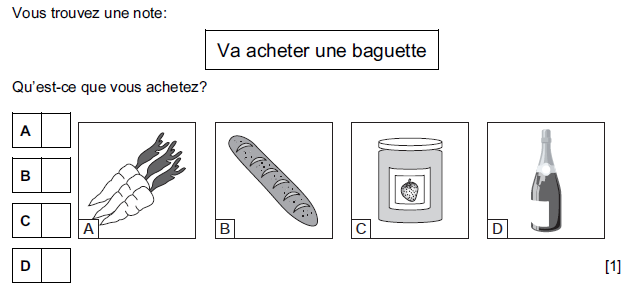 Vous trouvez une note:
Va acheter une baguette
Qu'est-ce que vous achetez?
A
B
C
D
A
B
C
D
[1]